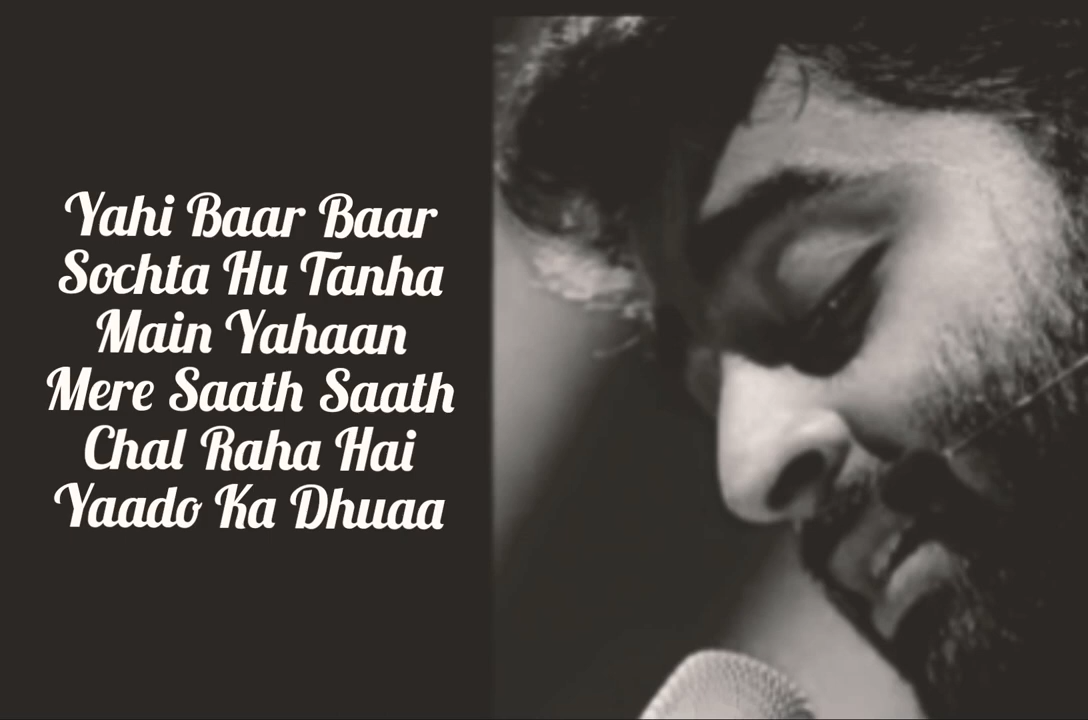 Yahi Baar Baar
Sochta Hu Tanha
Main Yahaan
Mere Saath Saath
Chal Raha Hai
Yaado Ka Dhuaa